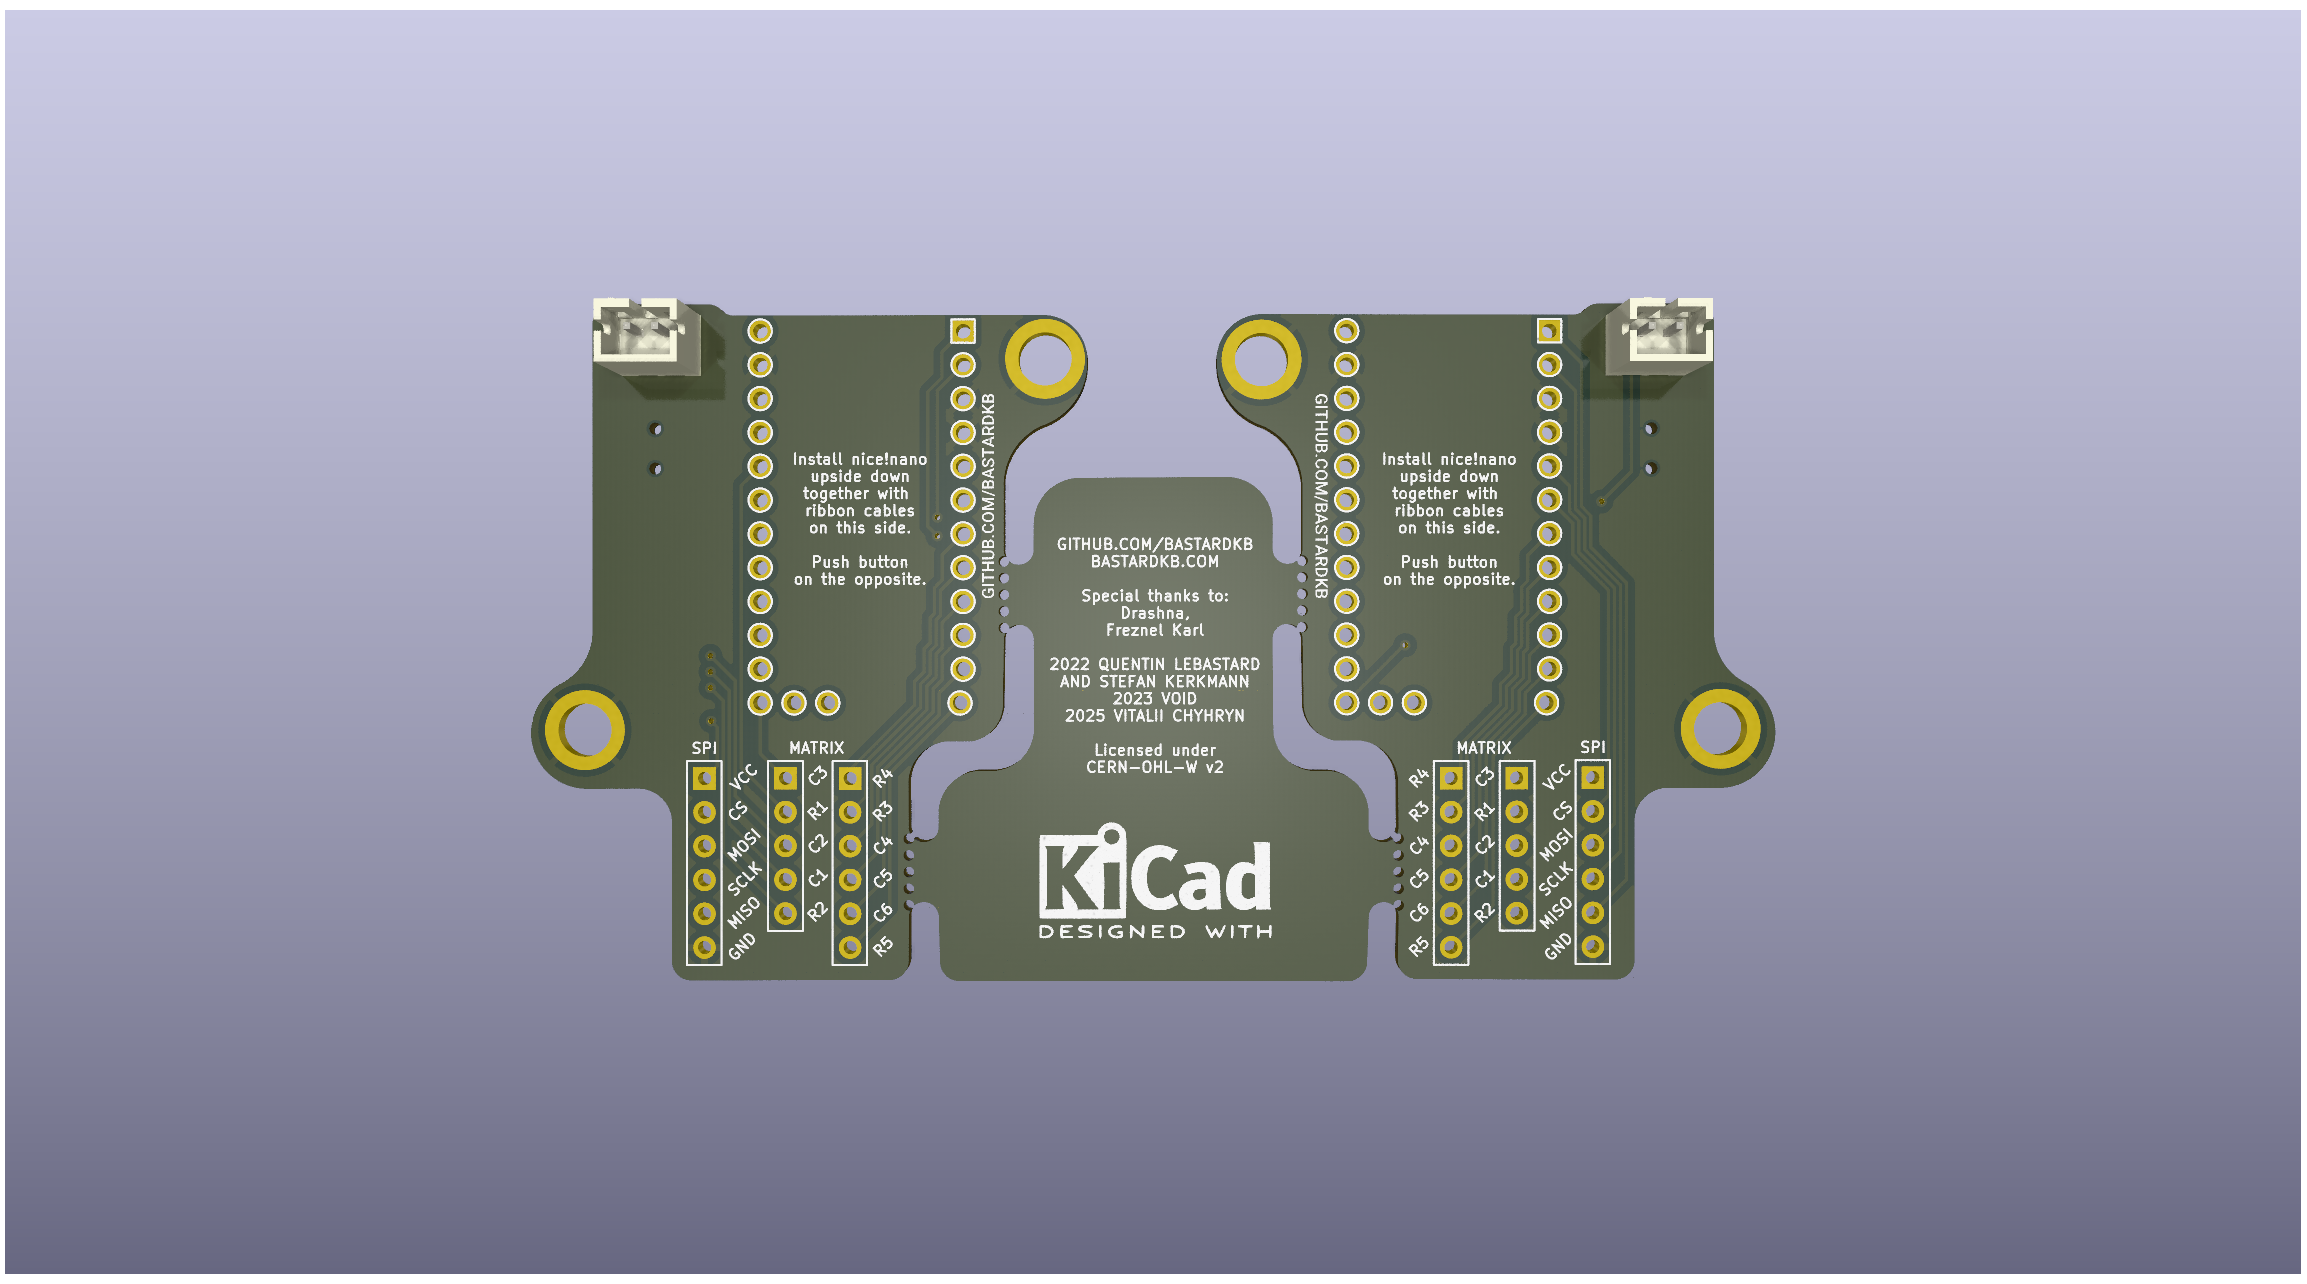 Install nice!nano
upside down
together with
ribbon cables
on this side.
Push button
on the opposite.
GITHUB.COM/BASTARDKB
SPI
VCC
CS
MOSI
SCLK
MISO
GND
MATRIX
C3
R1
C2
C1
R2
R4
R3
C4
C5
C6
R5
GITHUB.COM/BASTARDKB
BASTARDKB.COM
Special thanks to:
Drashna,
Freznel Karl
2022 QUENTIN LEBASTARD
AND STEFAN KERKMANN
2023 VOID
2025 VITALII CHYHRYN
Licensed under
CERN-OHL-W v2
KiCad
DESIGNED WITH
GITHUB.COM/BASTARDKB
Install nice!nano
upside down
together with
ribbon cables
on this side.
Push button
on the opposite.
MATRIX
R4
R3
C4
C5
C6
R5
C3
R1
C2
C1
R2
SPI
VCC
CS
MOSI
SCLK
MISO
GND